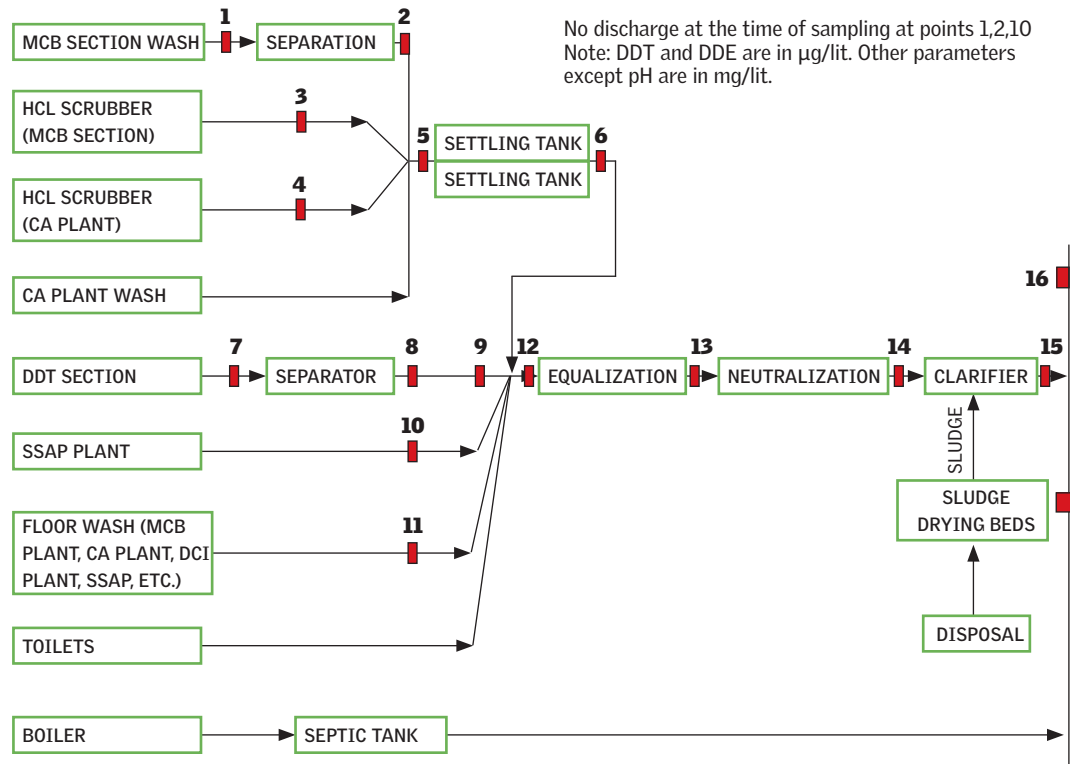 1
2
MCB SECTION WASH
SEPARATION
No discharge at the time of sampling at points 1,2,10
Note: DDT and DDE are in µg/lit. Other parameters
except pH are in mg/lit.
HCL SCRUBBER
(MCB SECTION)
3
5
SETTLING TANK
SETTLING TANK
6
HCL SCRUBBER
(CA PLANT)
4
CA PLANT WASH
16
DDT SECTION
7
SEPARATOR
8
9
12
EQUALIZATION
13
NEUTRALIZATION
14
CLARIFIER
15
SSAP PLANT
10
SLUDGE
SLUDGE
DRYING BEDS
FLOOR WASH (MCB
PLANT, CA PLANT, DCI
PLANT, SSAP, ETC.)
11
TOILETS
DISPOSAL
BOILER
SEPTIC TANK